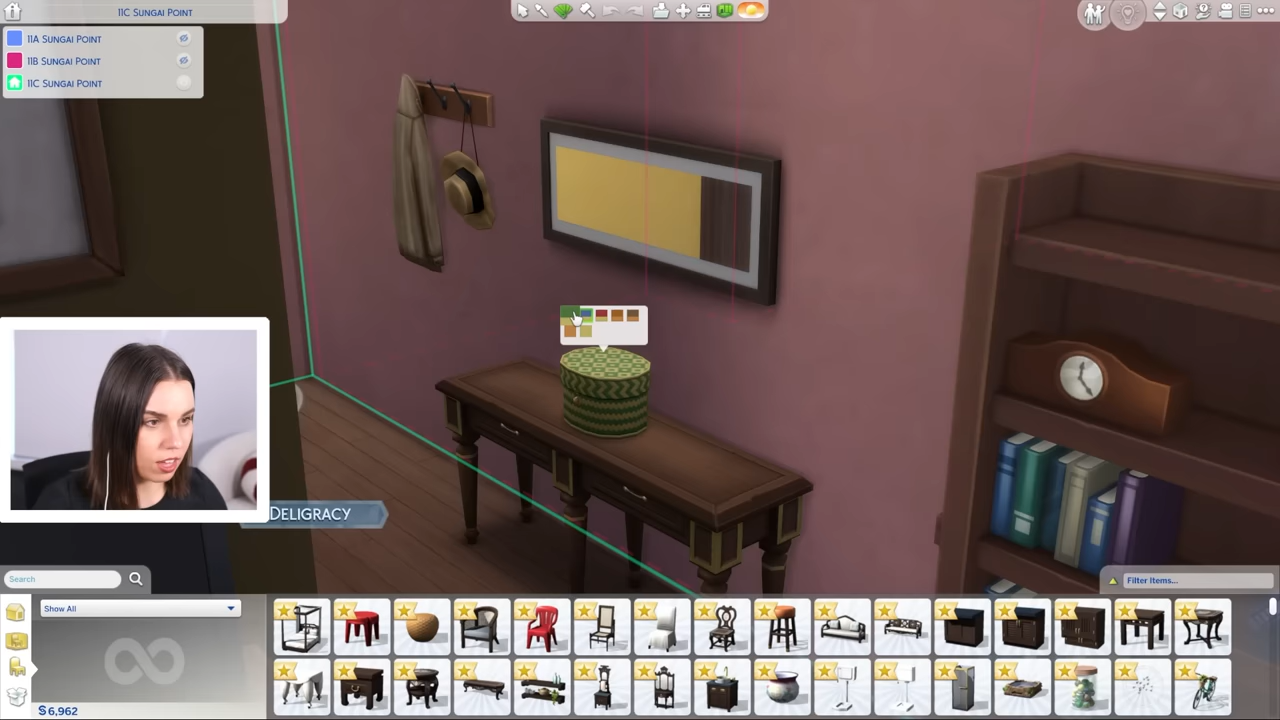 11C Sungai Point
11A Sungai Point
11B Sungai Point
11C Sungai Point
Deligracy
Search
Filter Items...
Show All
$6,962